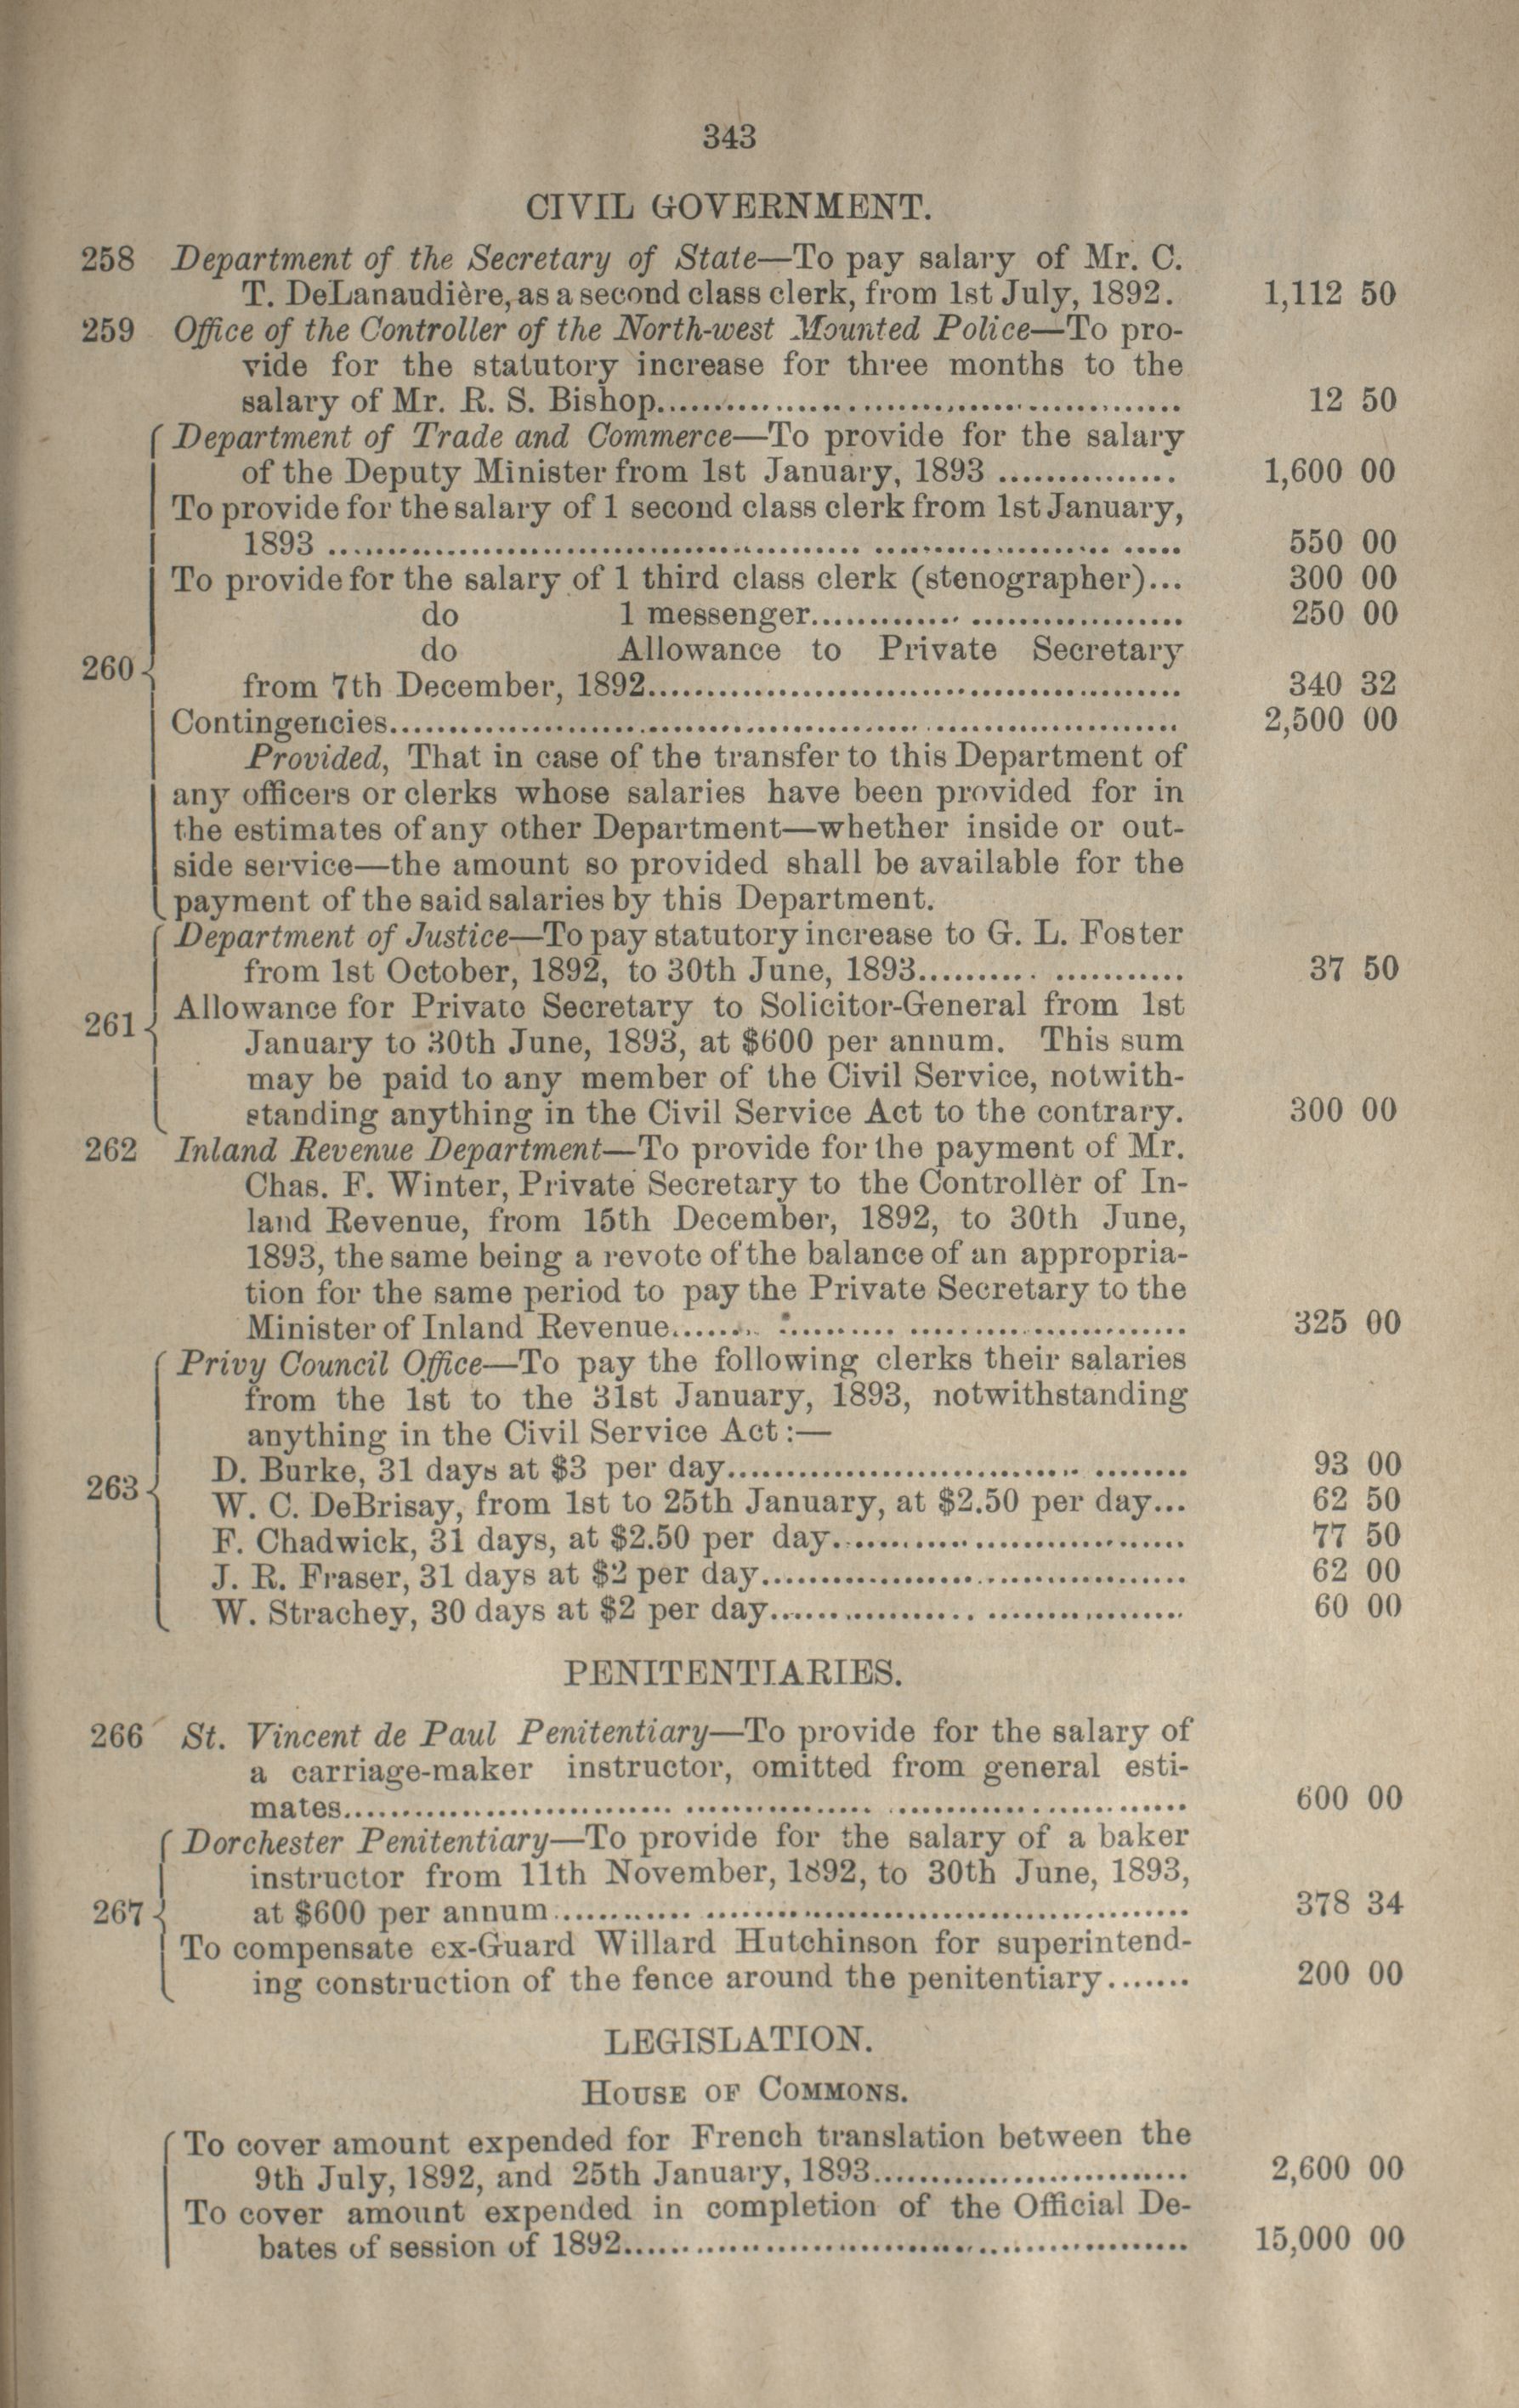 343
CIVIL GOVERNMENT.
258 Department of the Secretary of State—To pay salary of Mr. C.
T. DeLanaudière, as a second class clerk, from 1st July, 1892. 1,112 50
259 Office of the Controller of the North-west Mounted Police—To pro-
vide for the statutory increase for three months to the
salary of Mr. R. S. Bishop.......... 12 50
Department of Trade and Commerce—To provide for the salary
of the Deputy Minister from 1st January, 1893 .......... 1,600 00
To provide for the salary of 1 second class clerk from 1st January,
1893 .......... 550 00
To provide for the salary of 1 third class clerk (stenographer)... 300 00
do 1 messenger.......... 250 00
do Allowance to Private Secretary
260 from 7th December, 1892.......... 340 32
Contingencies.......... 2,500 00
Provided, That in case of the transfer to this Department of
any officers or clerks whose salaries have been provided for in
the estimates of any other Department—whether inside or out-
side service—the amount so provided shall be available for the
payment of the said salaries by this Department.
Department of Justice—To pay statutory increase to G. L. Foster
from 1st October, 1892, to 30th June, 1893.......... 37 50
261 Allowance for Private Secretary to Solicitor-General from 1st
January to 30th June, 1893, at $600 per annum. This sum
may be paid to any member of the Civil Service, notwith-
standing anything in the Civil Service Act to the contrary. 300 00
262 Inland Revenue Department—To provide for the payment of Mr.
Chas. F. Winter, Private Secretary to the Controller of In-
land Revenue, from 15th December, 1892, to 30th June,
1893, the same being a revote of the balance of an appropria-
tion for the same period to pay the Private Secretary to the
Minister of Inland Revenue.......... 325 00
Privy Council Office—To pay the following clerks their salaries
from the 1st to the 31st January, 1893, notwithstanding
anything in the Civil Service Act :—
D. Burke, 31 days at $3 per day.......... 93 00
263 W. C. DeBrisay, from 1st to 25th January, at $2.50 per day... 62 50
F. Chadwick, 31 days, at $2.50 per day.......... 77 50
J. R. Fraser, 31 days at $2 per day.......... 62 00
W. Strachey, 30 days at $2 per day.......... 60 00
PENITENTIARIES.
266 St. Vincent de Paul Penitentiary—To provide for the salary of
a carriage-maker instructor, omitted from general esti-
mates.......... 600 00
Dorchester Penitentiary—To provide for the salary of a baker
instructor from 11th November, 1892, to 30th June, 1893,
267 at $600 per annum.......... 378 34
To compensate ex-Guard Willard Hutchinson for superintend-
ing construction of the fence around the penitentiary....... 200 00
LEGISLATION.
HOUSE OF COMMONS.
To cover amount expended for French translation between the
9th July, 1892, and 25th January, 1893.......... 2,600 00
To cover amount expended in completion of the Official De-
bates of session of 1892.......... 15,000 00